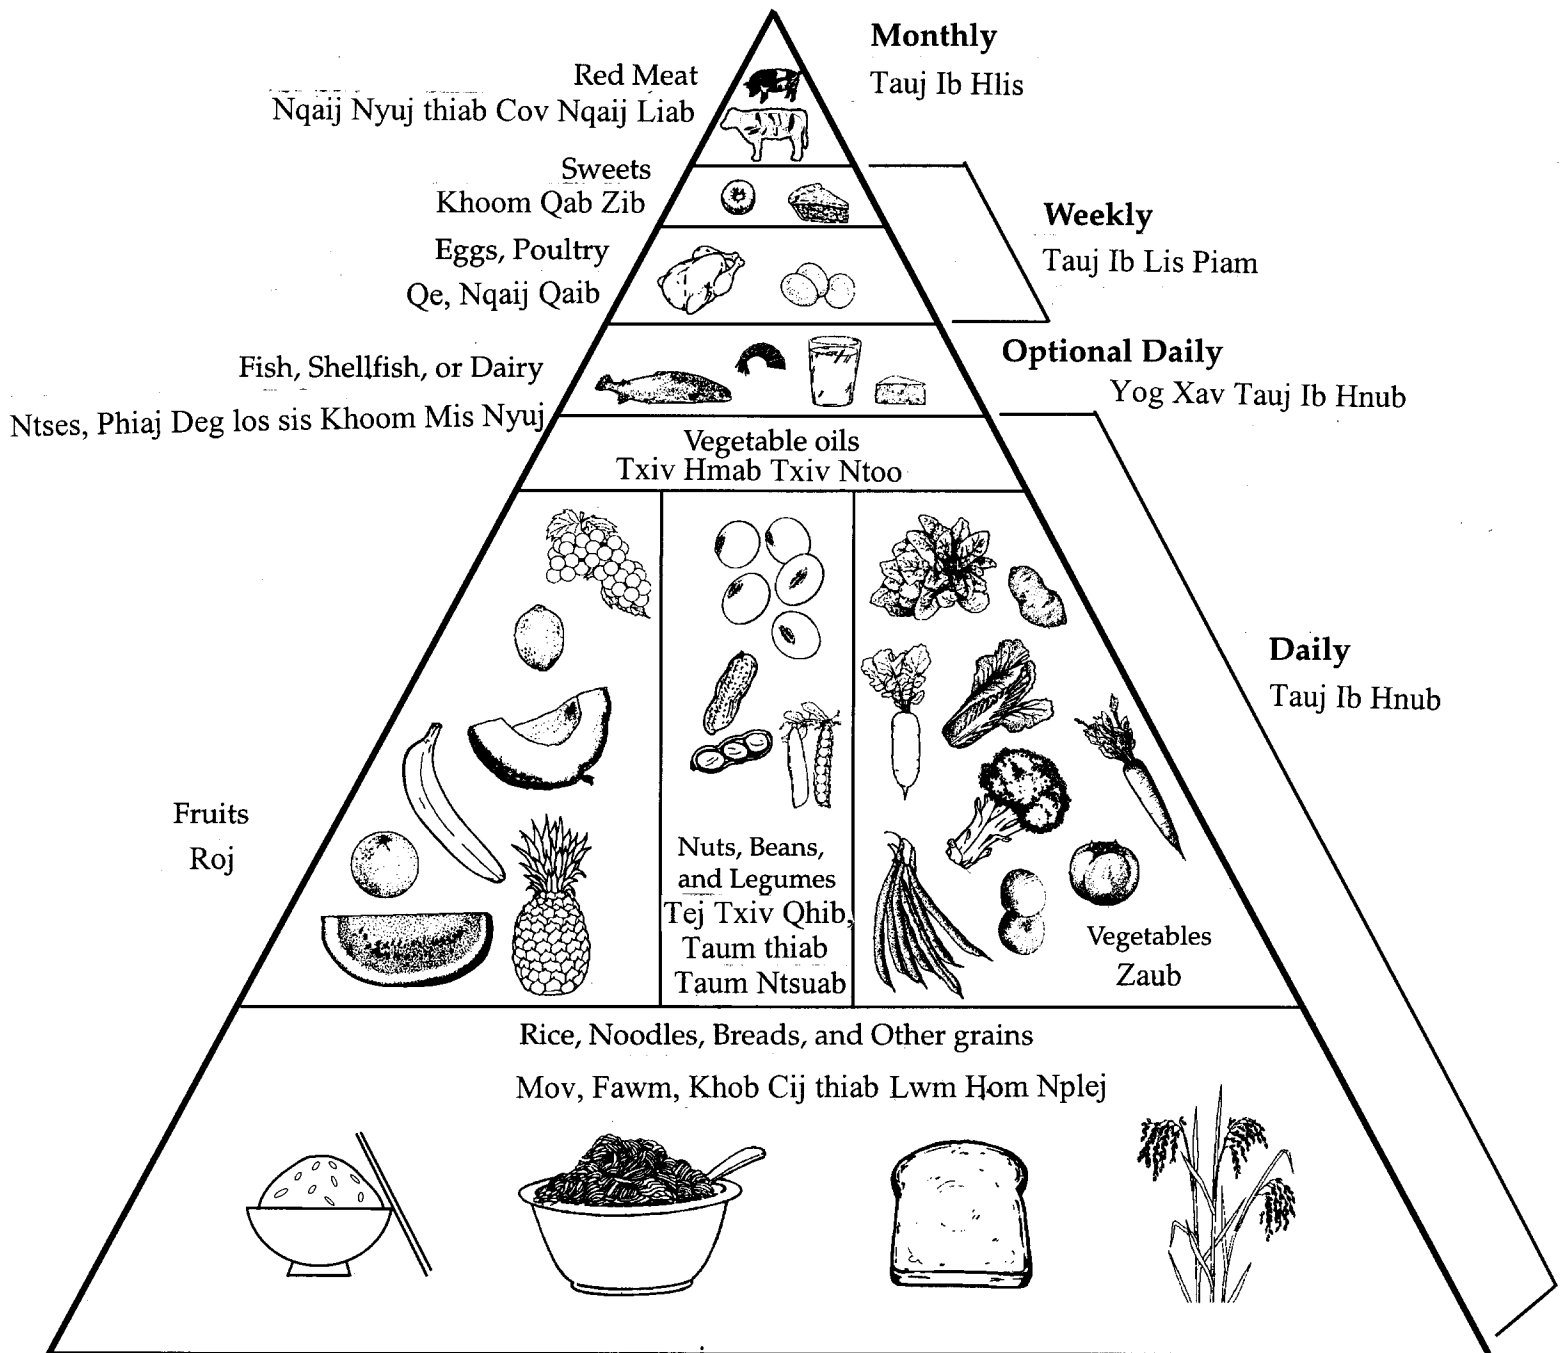 Monthly
Tauj Ib Hlis
Red Meat
Nqaij Nyuj thiab Cov Nqaij Liab
Sweets
Khoom Qab Zib
Weekly
Tauj Ib Lis Piam
Eggs, Poultry
Qe, Nqaij Qaib
Optional Daily
Yog Xav Tauj Ib Hnub
Fish, Shellfish, or Dairy
Ntses, Phiaj Deg los sis Khoom Mis Nyuj
Vegetable oils
Txiv Hmab Txiv Ntoo
Daily
Tauj Ib Hnub
Fruits
Roj
Nuts, Beans,
and Legumes
Tej Txiv Qhib,
Taum thiab
Taum Ntsuab
Vegetables
Zaub
Rice, Noodles, Breads, and Other grains
Mov, Fawm, Khob Cij thiab Lwm Hom Nplej